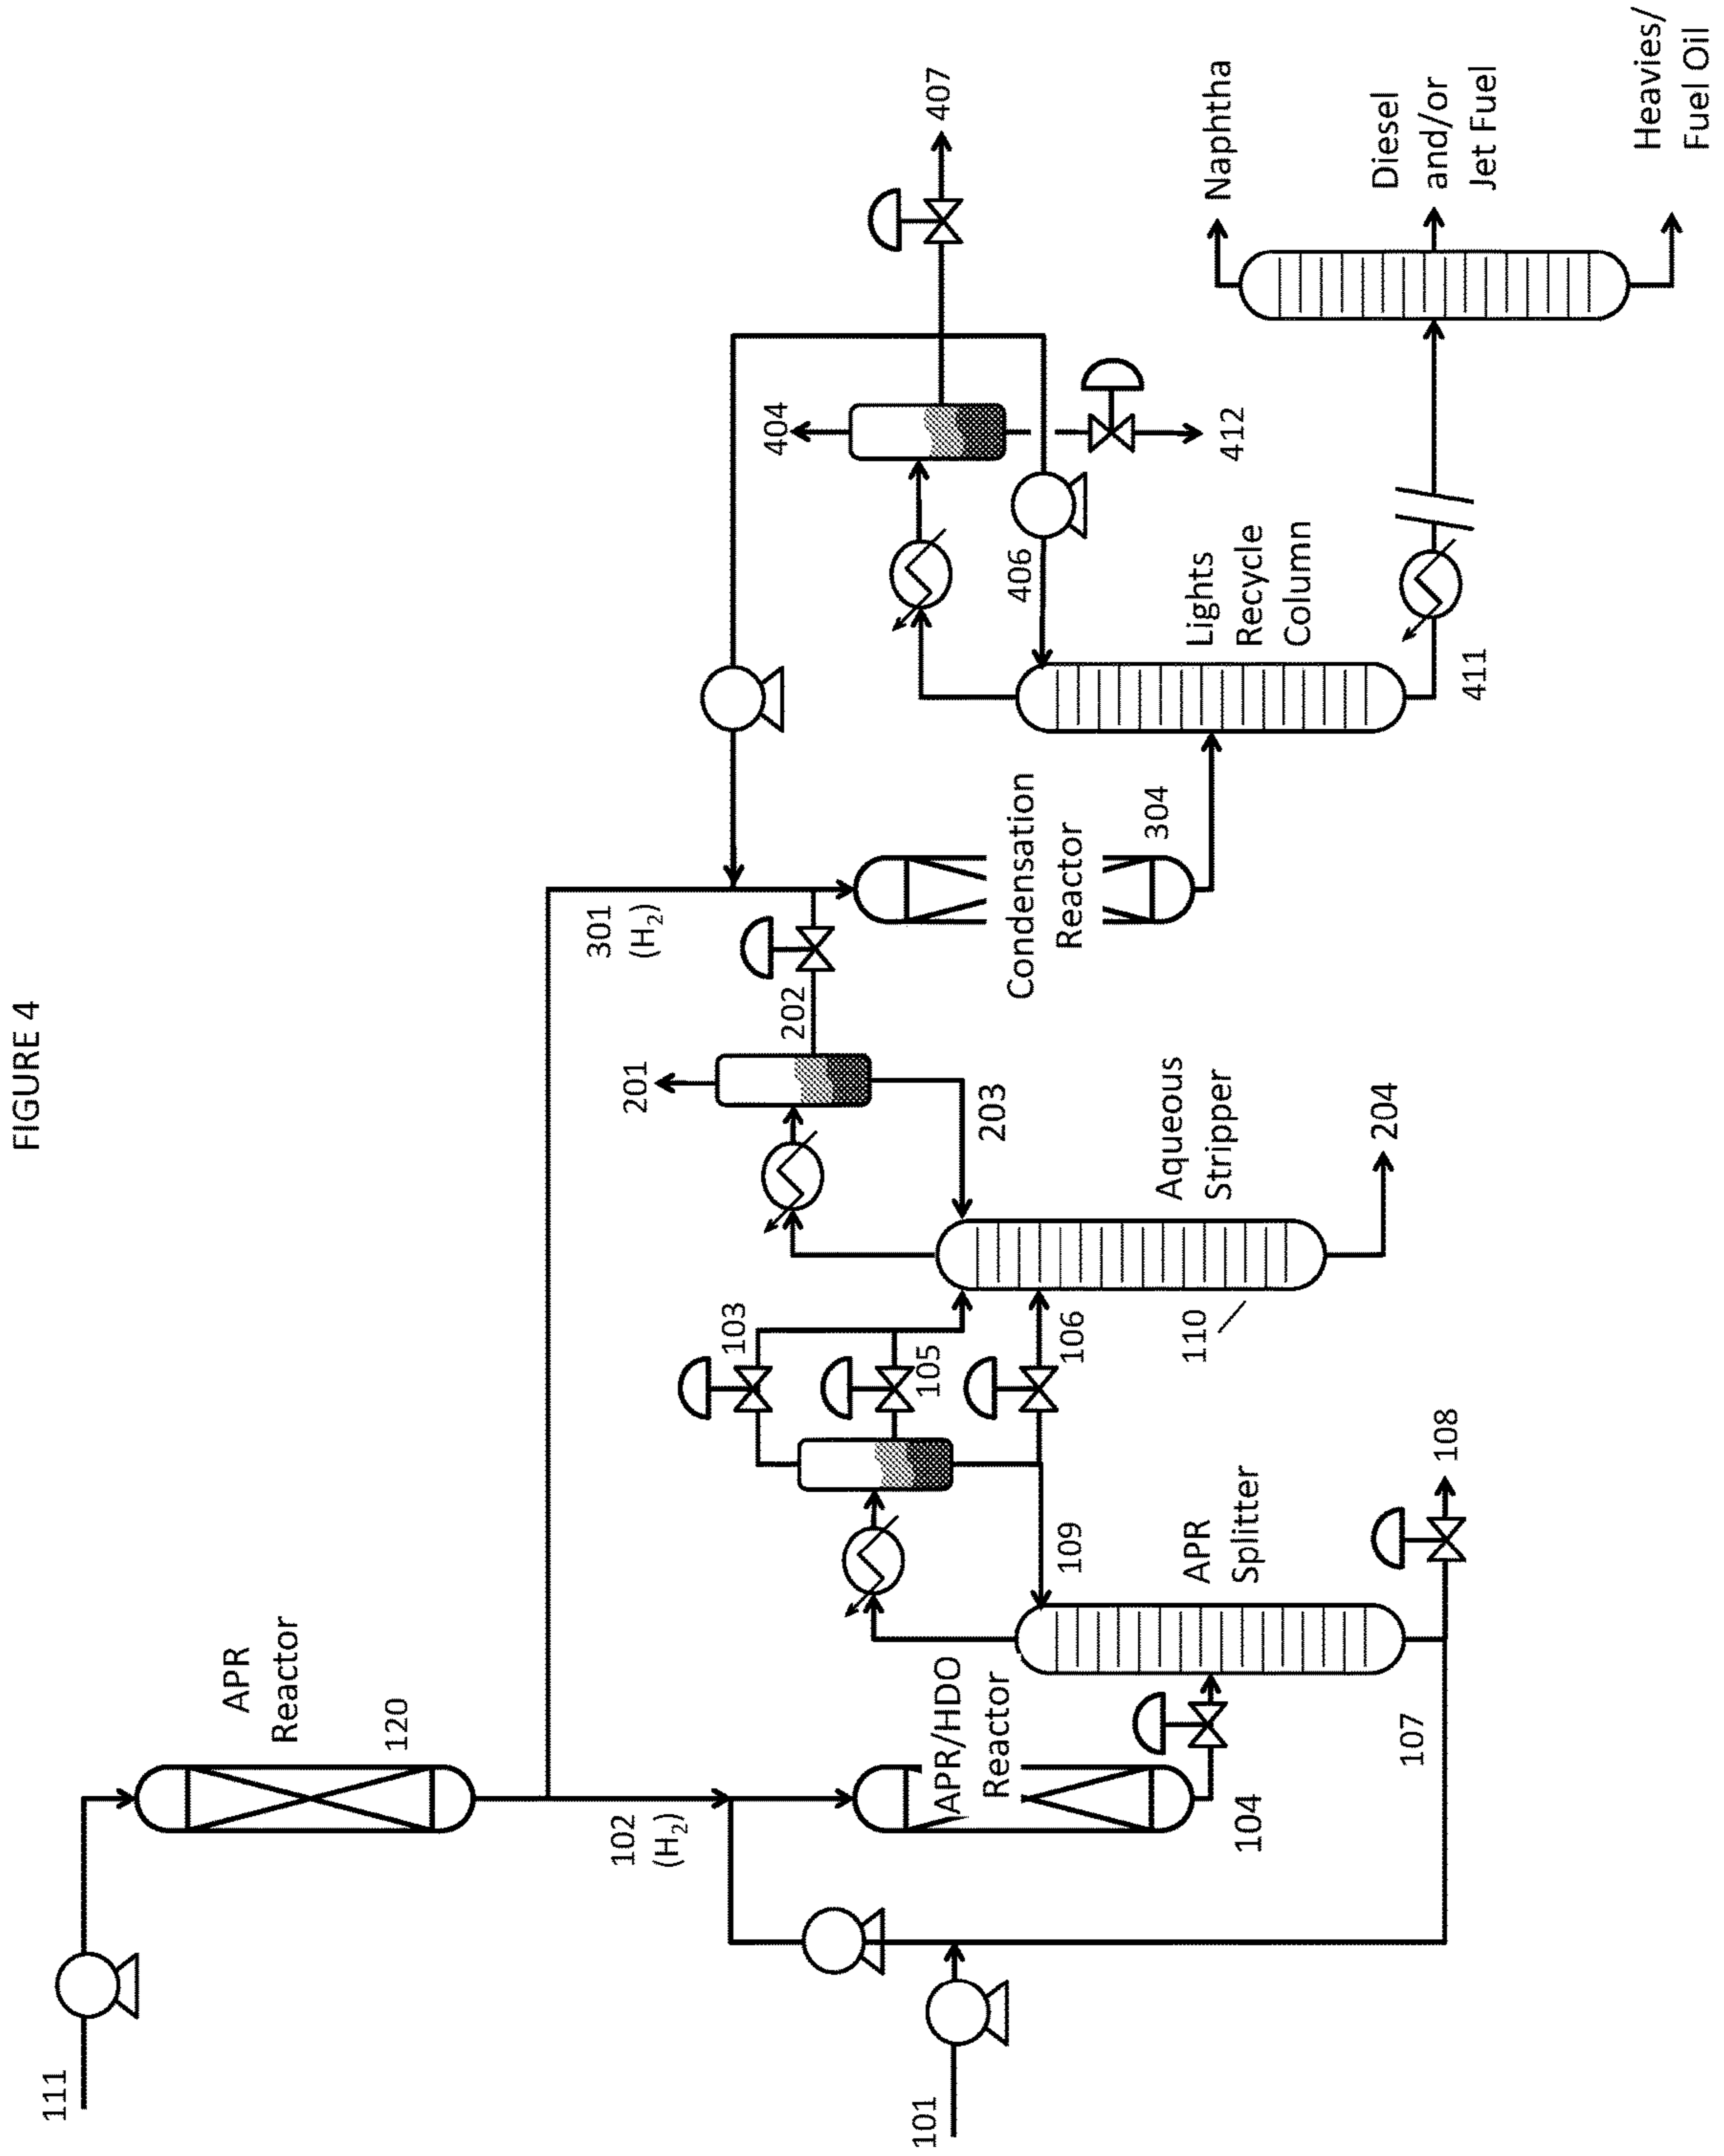 FIGURE 4
111
APR
Reactor
120
102
(H₂)
301
(H₂)
101
APR/HDO
Reactor
104
107
108
109
APR
Splitter
103
105
106
110
Aqueous
Stripper
201
202
203
204
Condensation
Reactor
304
Lights
Recycle
Column
404
406
407
411
412
Naphtha
Diesel
and/or
Jet Fuel
Heavies/
Fuel Oil